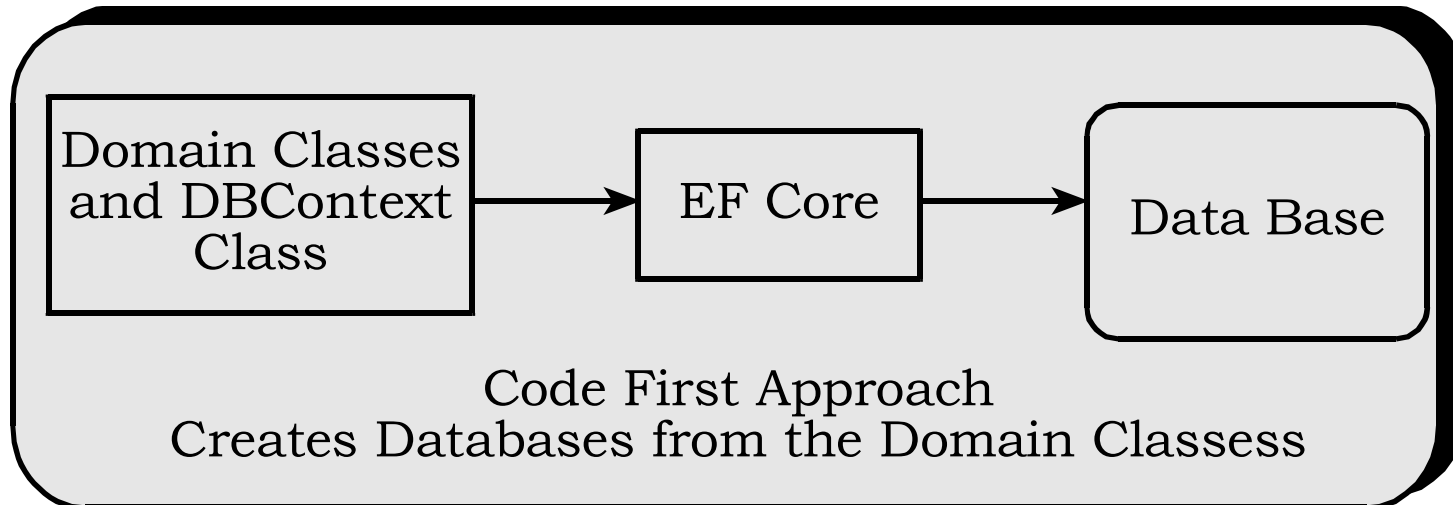 Domain Classes
and DBContext
Class
EF Core
Data Base
Code First Approach
Creates Databases from the Domain Classess